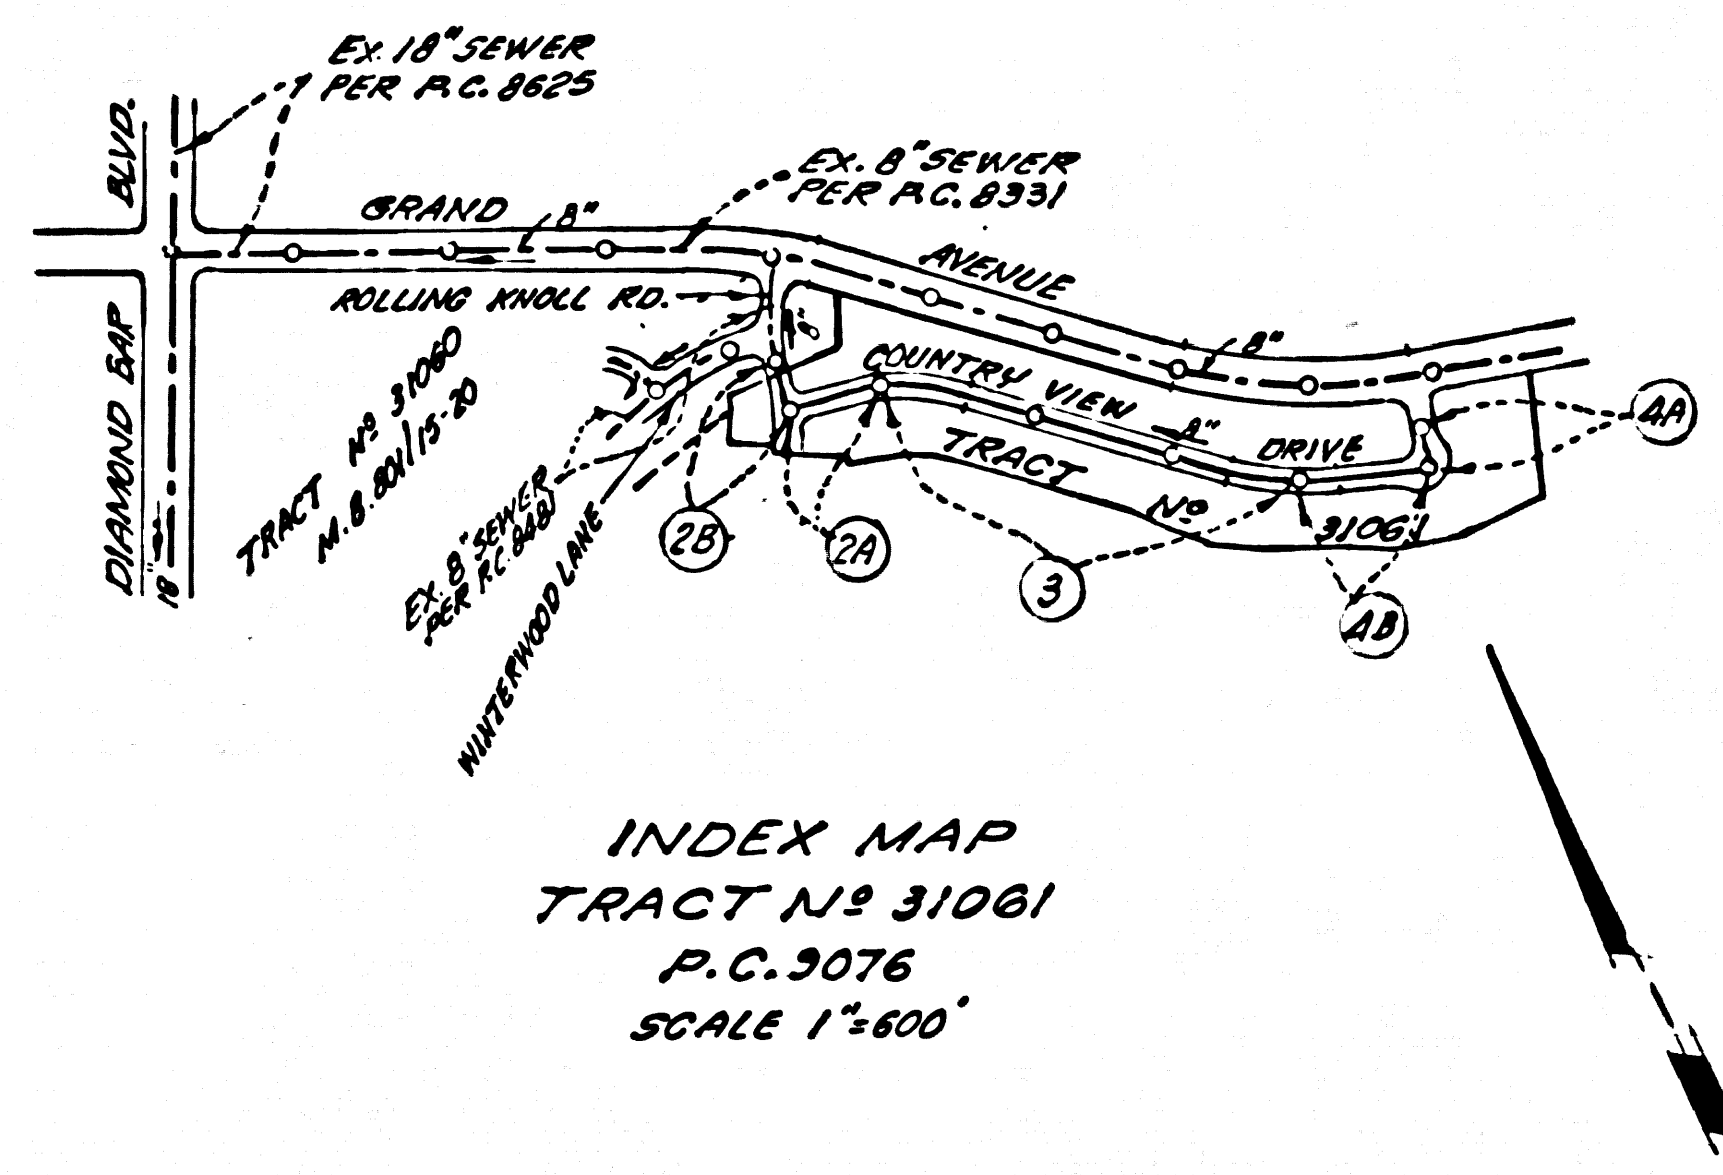 EX. 18" SEWER
PER P.C. 8625
BLVD.
EX. 8" SEWER
PER P.C. 8331
GRAND
8"
AVENUE
ROLLING KNOLL RD.
8"
8"
COUNTRY VIEW
8"
DRIVE
TRACT Nº 31060
M.B. 801/15-20
DIAMOND BAR
18"
TRACT
Nº
31061
4A
EX. 8" SEWER
PER P.C. 8481
WINTERWOOD LANE
2B
2A
3
4B
INDEX MAP
TRACT Nº 31061
P.C. 9076
SCALE 1"=600'